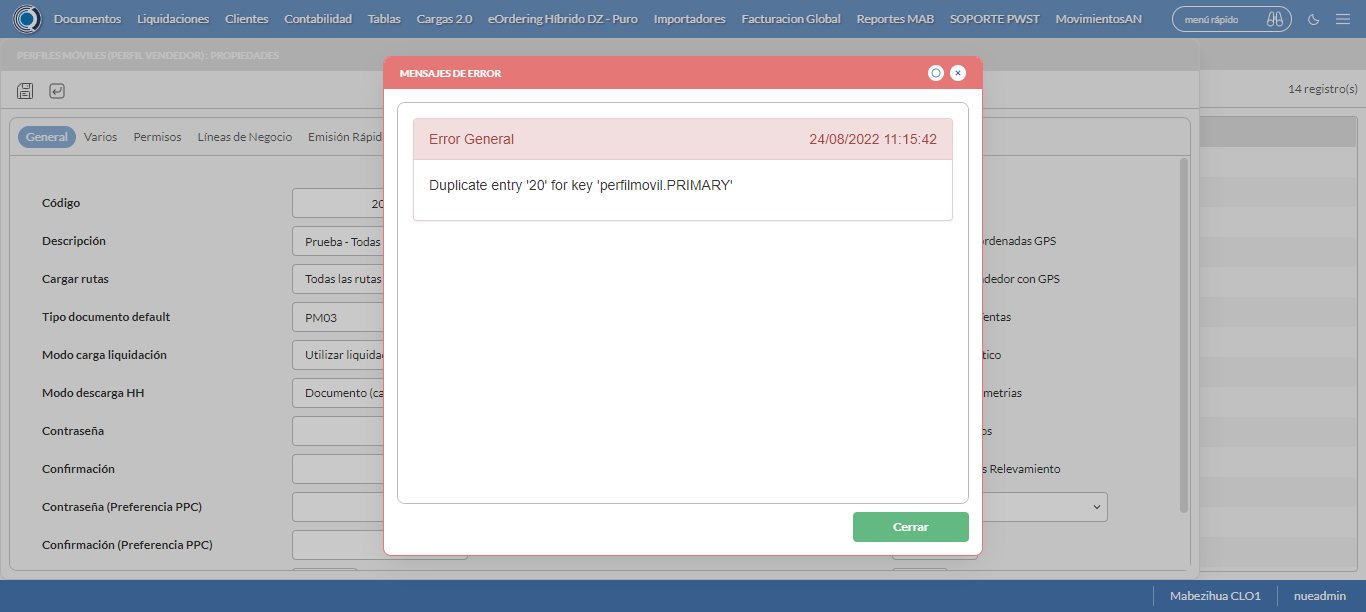 Documentos Liquidaciones Clientes Contabilidad Tablas Cargas 2.0 eOrdering Híbrido DZ - Puro Importadores Facturacion Global Reportes MAB SOPORTE PWST MovimientosAN menú rápido
PERFILES MÓVILES (PERFIL VENDEDOR) : PROPIEDADES
MENSAJES DE ERROR
14 registro(s)
General Varios Permisos Líneas de Negocio Emisión Rápid
Error General 24/08/2022 11:15:42
Duplicate entry '20' for key 'perfilmovil.PRIMARY'
Código 20
Descripción Prueba - Todas rdenadas GPS
Cargar rutas Todas las rutas dedor con GPS
Tipo documento default PM03 entas
Modo carga liquidación Utilizar liquida tico
Modo descarga HH Documento (ca metrias
Contraseña os
Confirmación s Relevamiento
Contraseña (Preferencia PPC)
Cerrar
Confirmación (Preferencia PPC)
Mabezihua CLO1 nueadmin